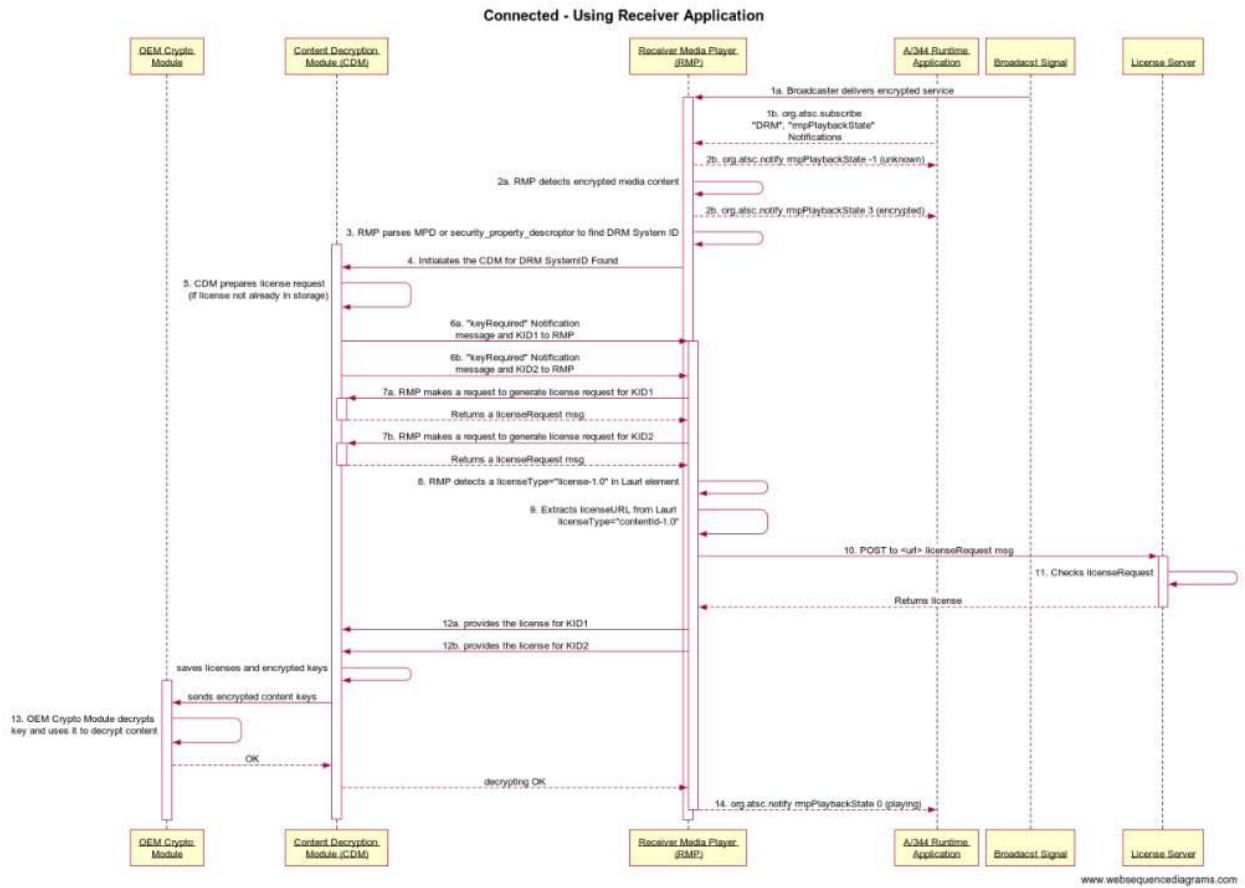 Connected - Using Receiver Application
OEM Crypto
Module
Content Decryption
Module (CDM)
Receiver Media Player
(RMP)
A/344 Runtime
Application
Broadacst Signal
License Server
1a. Broadcaster delivers encrypted service
1b. org.atsc.subscribe
"DRM", "rmpPlaybackState"
Notifications
2b. org.atsc.notify rmpPlaybackState -1 (unknown)
2a. RMP detects encrypted media content
2b. org.atsc.notify rmpPlaybackState 3 (encrypted)
3. RMP parses MPD or security_property_descroptor to find DRM System ID
4. Initialates the CDM for DRM SystemID Found
5. CDM prepares license request
(if license not already in storage)
6a. "keyRequired" Notification
message and KID1 to RMP
6b. "keyRequired" Notification
message and KID2 to RMP
7a. RMP makes a request to generate license request for KID1
Returns a licenseRequest msg
7b. RMP makes a request to generate license request for KID2
Returns a licenseRequest msg
8. RMP detects a licenseType="license-1.0" in Laurl element
9. Extracts licenseURL from Laurl
licenseType="contentId-1.0"
10. POST to <url> licenseRequest msg
11. Checks licenseRequest
Returns license
12a. provides the license for KID1
12b. provides the license for KID2
saves licenses and encrypted keys
sends encrypted content keys
13. OEM Crypto Module decrypts
key and uses it to decrypt content
OK
decrypting OK
14. org.atsc.notify rmpPlaybackState 0 (playing)
OEM Crypto
Module
Content Decryption
Module (CDM)
Receiver Media Player
(RMP)
A/344 Runtime
Application
Broadacst Signal
License Server
www.websequencediagrams.com